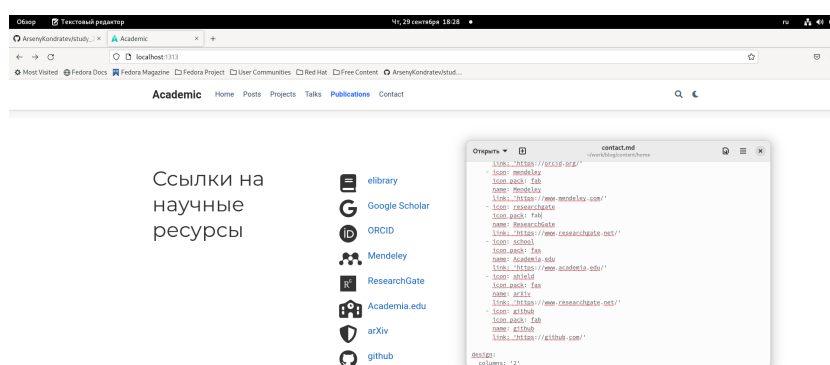 Обзор Текстовый редактор Чт, 29 сентября 18:28 ru
ArsenyKondratev/study_2 × Academic × +
localhost:1313
Most Visited Fedora Docs Fedora Magazine Fedora Project User Communities Red Hat Free Content ArsenyKondratev/stud...
Academic Home Posts Projects Talks Publications Contact
Ссылки на
научные
ресурсы
elibrary
Google Scholar
ORCID
Mendeley
ResearchGate
Academia.edu
arXiv
github
Открыть contact.md
~/work/blog/content/home
link: 'https://orcid.org/'
- icon: mendeley
icon_pack: fab
name: Mendeley
link: 'https://www.mendeley.com/'
- icon: researchgate
icon_pack: fab
name: ResearchGate
link: 'https://www.researchgate.net/'
- icon: school
icon_pack: fas
name: Academia.edu
link: 'https://www.academia.edu/'
- icon: shield
icon_pack: fas
name: arXiv
link: 'https://www.researchgate.net/'
- icon: github
icon_pack: fab
name: github
link: 'https://github.com/'
design:
columns: '2'